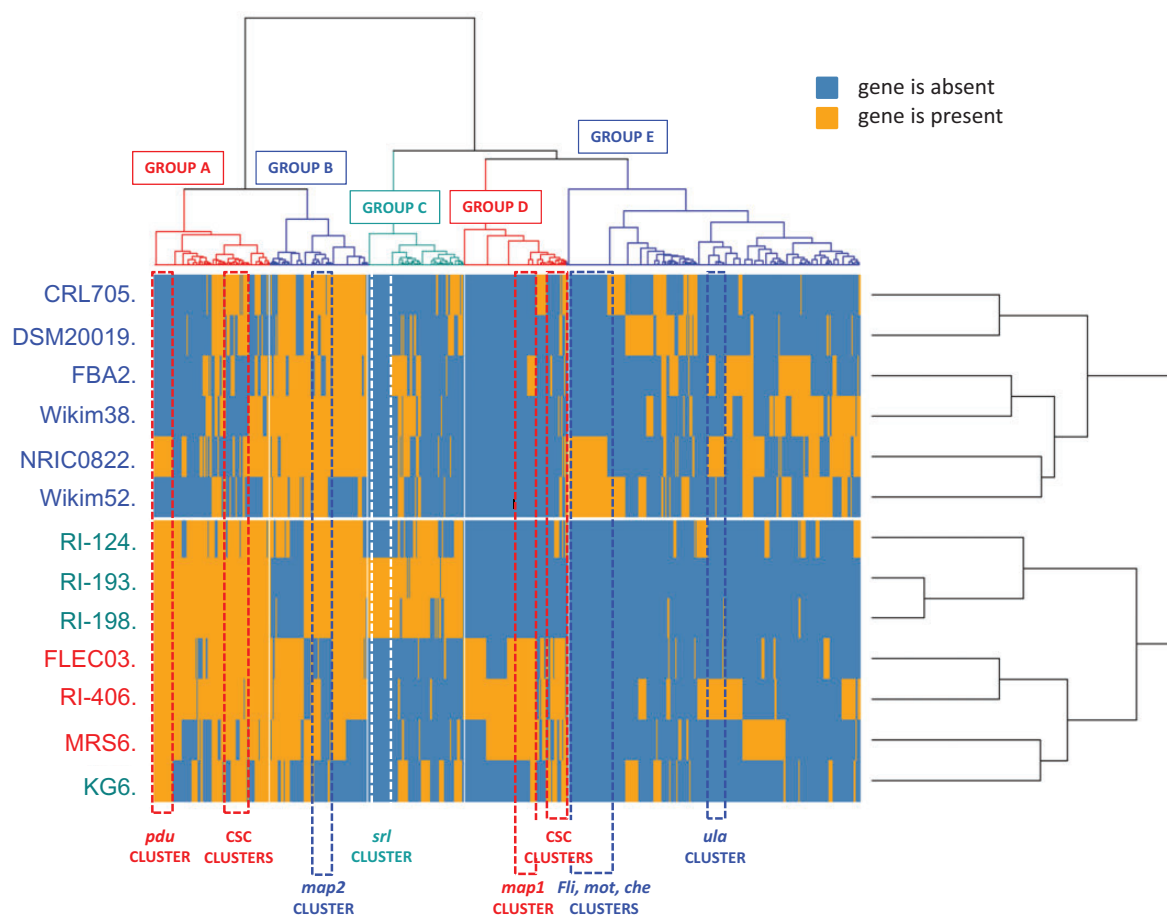 gene is absent
gene is present
GROUP E
GROUP A
GROUP B
GROUP C
GROUP D
CRL705.
DSM20019.
FBA2.
Wikim38.
NRIC0822.
Wikim52.
RI-124.
RI-193.
RI-198.
FLEC03.
RI-406.
MRS6.
KG6.
pdu
CLUSTER
CSC
CLUSTERS
srl
CLUSTER
CSC
CLUSTERS
ula
CLUSTER
map2
CLUSTER
map1
CLUSTER
Fli, mot, che
CLUSTERS